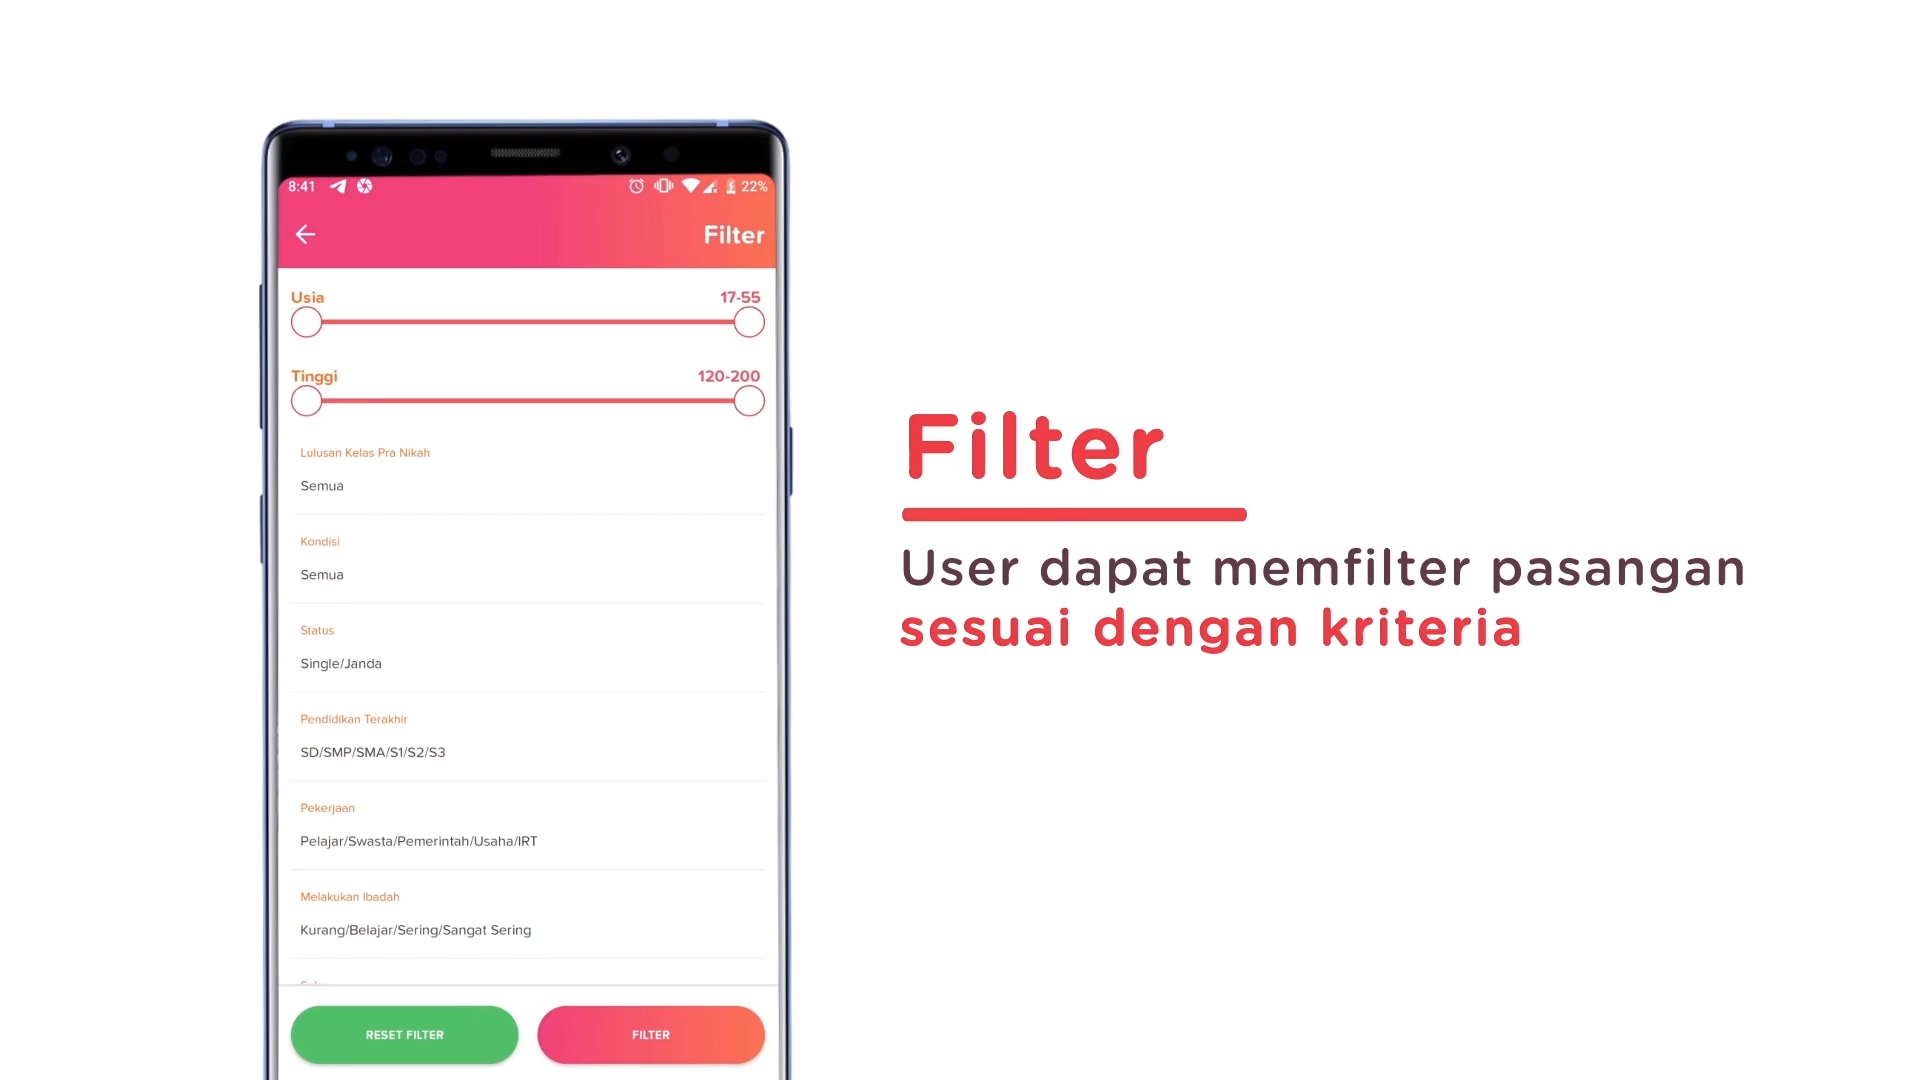 8:41
22%
Filter
Usia
17-55
Tinggi
120-200
Lulusan Kelas Pra Nikah
Semua
Kondisi
Semua
Status
Single/Janda
Pendidikan Terakhir
SD/SMP/SMA/S1/S2/S3
Pekerjaan
Pelajar/Swasta/Pemerintah/Usaha/IRT
Melakukan Ibadah
Kurang/Belajar/Sering/Sangat Sering
RESET FILTER
FILTER
Filter
User dapat memfilter pasangan
sesuai dengan kriteria